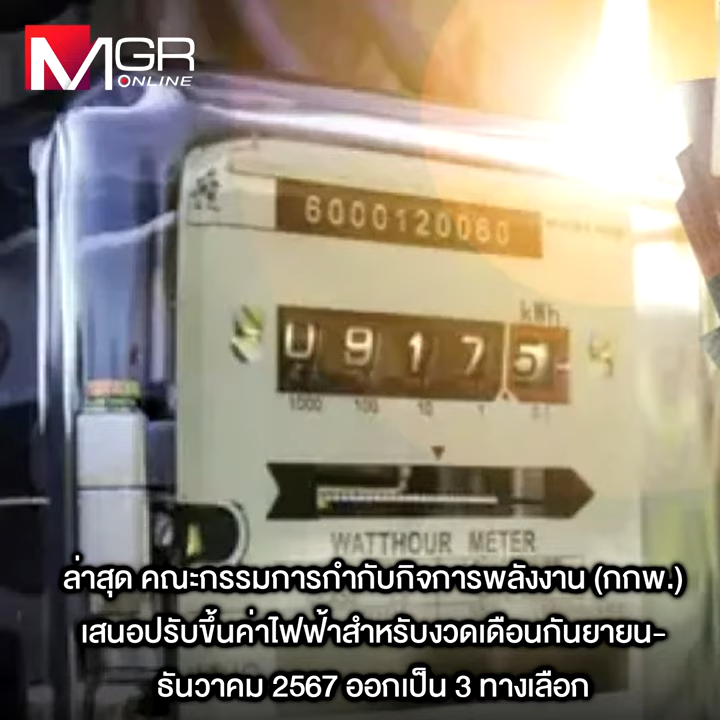 MGR
ONLINE
6000120060
kWh
0 9 1 7 5
1000 100 10 1 0.1
WATTHOUR METER
ล่าสุด คณะกรรมการกำกับกิจการพลังงาน (กกพ.)
เสนอปรับขึ้นค่าไฟฟ้าสำหรับงวดเดือนกันยายน-
ธันวาคม 2567 ออกเป็น 3 ทางเลือก